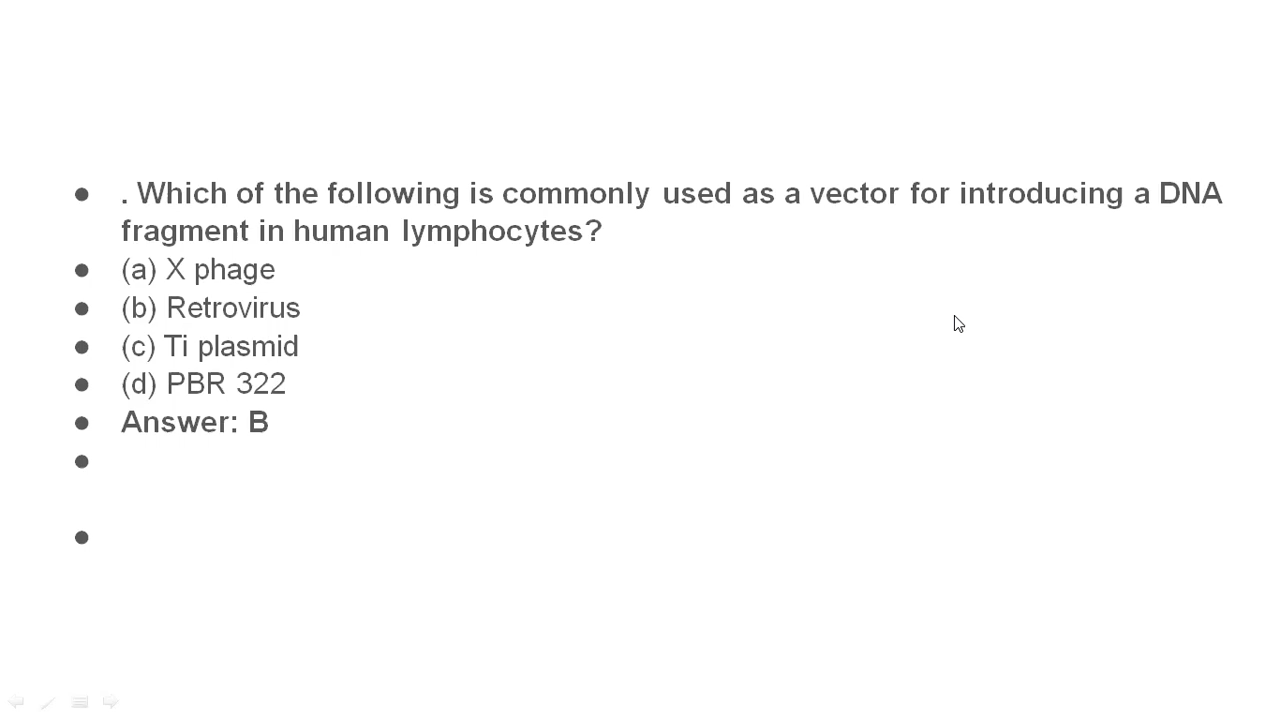 . Which of the following is commonly used as a vector for introducing a DNA
fragment in human lymphocytes?
(a) X phage
(b) Retrovirus
(c) Ti plasmid
(d) PBR 322
Answer: B